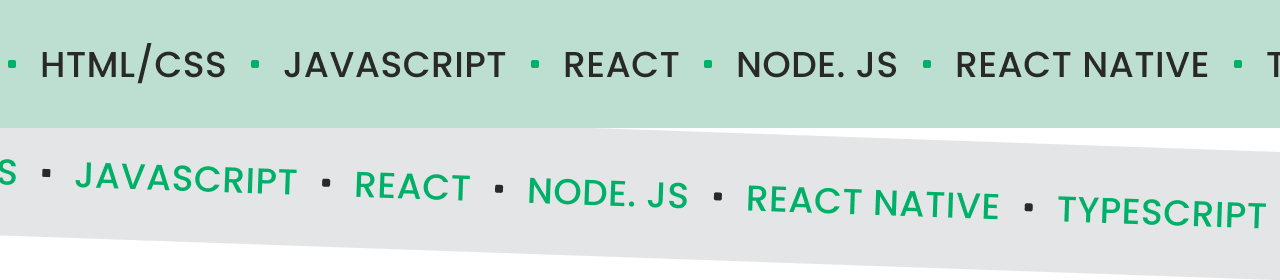 HTML/CSS ▪ JAVASCRIPT ▪ REACT ▪ NODE. JS ▪ REACT NATIVE ▪
▪ JAVASCRIPT ▪ REACT ▪ NODE. JS ▪ REACT NATIVE ▪ TYPESCRIPT